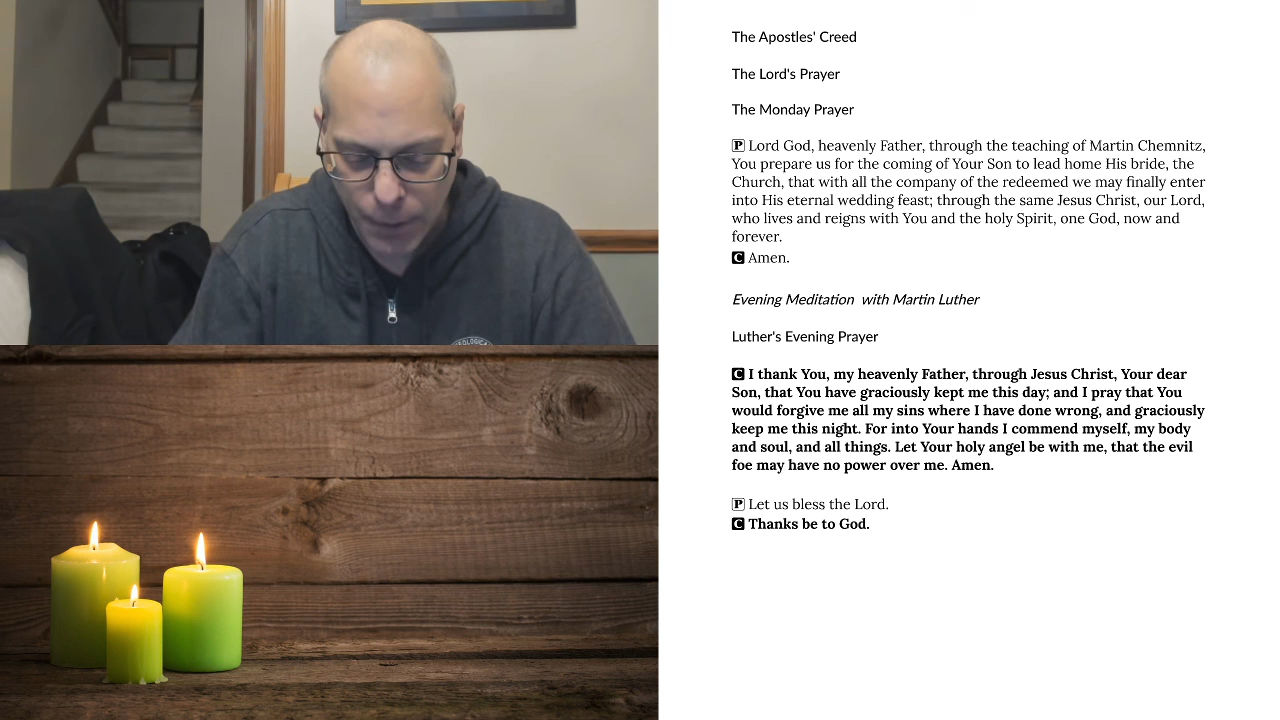 The Apostles' Creed
The Lord's Prayer
The Monday Prayer
P Lord God, heavenly Father, through the teaching of Martin Chemnitz,
You prepare us for the coming of Your Son to lead home His bride, the
Church, that with all the company of the redeemed we may finally enter
into His eternal wedding feast; through the same Jesus Christ, our Lord,
who lives and reigns with You and the holy Spirit, one God, now and
forever.
C Amen.
Evening Meditation  with Martin Luther
Luther's Evening Prayer
C I thank You, my heavenly Father, through Jesus Christ, Your dear
Son, that You have graciously kept me this day; and I pray that You
would forgive me all my sins where I have done wrong, and graciously
keep me this night. For into Your hands I commend myself, my body
and soul, and all things. Let Your holy angel be with me, that the evil
foe may have no power over me. Amen.
P Let us bless the Lord.
C Thanks be to God.